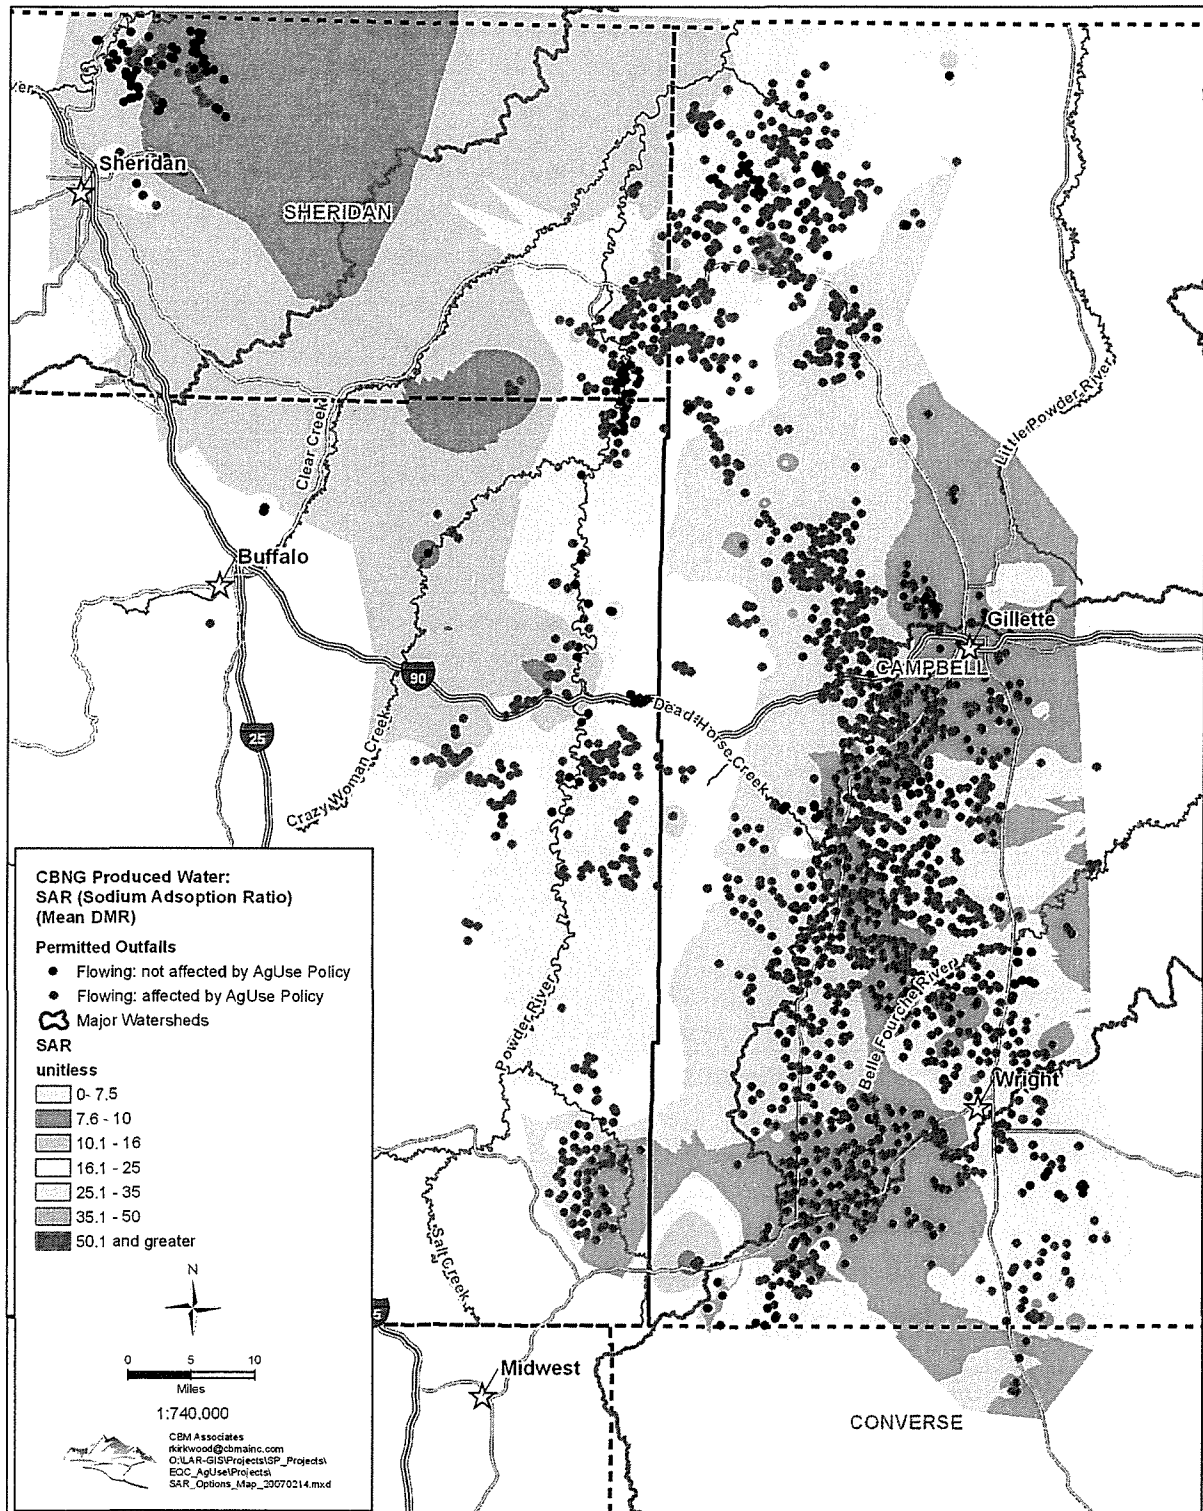 ver
Sheridan
SHERIDAN
Little Powder River
Clear Creek
Buffalo
Gillette
CAMPBELL
90
25
Dead Horse Creek
Crazy Woman Creek
Powder River
Belle Fourche River
Wright
Salt Creek
Midwest
CONVERSE
CBNG Produced Water:
SAR (Sodium Adsoption Ratio)
(Mean DMR)
Permitted Outfalls
Flowing: not affected by AgUse Policy
Flowing: affected by AgUse Policy
Major Watersheds
SAR
unitless
0- 7.5
7.6 - 10
10.1 - 16
16.1 - 25
25.1 - 35
35.1 - 50
50.1 and greater
N
0 5 10
Miles
1:740,000
CBM Associates
rkirkwood@cbmainc.com
O:\LAR-GIS\Projects\SP_Projects\
EQC_AgUse\Projects\
SAR_Options_Map_20070214.mxd
5